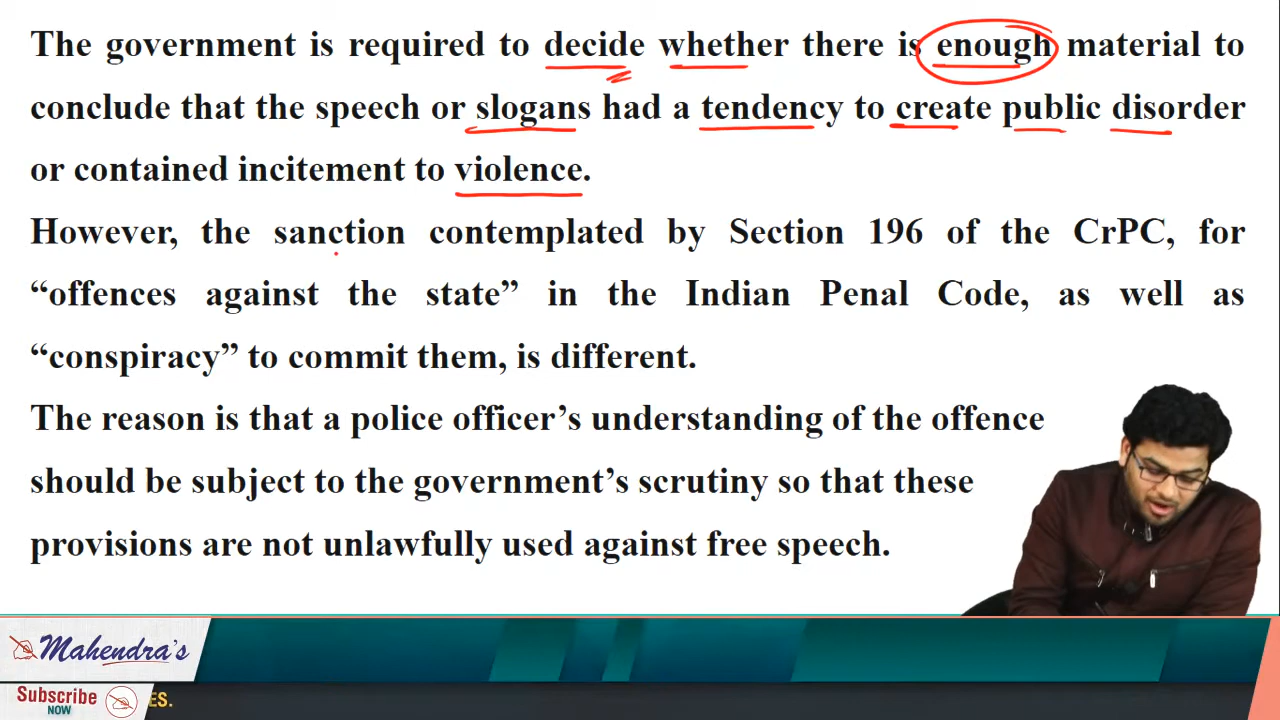 The government is required to decide whether there is enough material to
conclude that the speech or slogans had a tendency to create public disorder
or contained incitement to violence.
However, the sanction contemplated by Section 196 of the CrPC, for
“offences against the state” in the Indian Penal Code, as well as
“conspiracy” to commit them, is different.
The reason is that a police officer’s understanding of the offence
should be subject to the government’s scrutiny so that these
provisions are not unlawfully used against free speech.
Mahendra’s
Subscribe
NOW
ES.